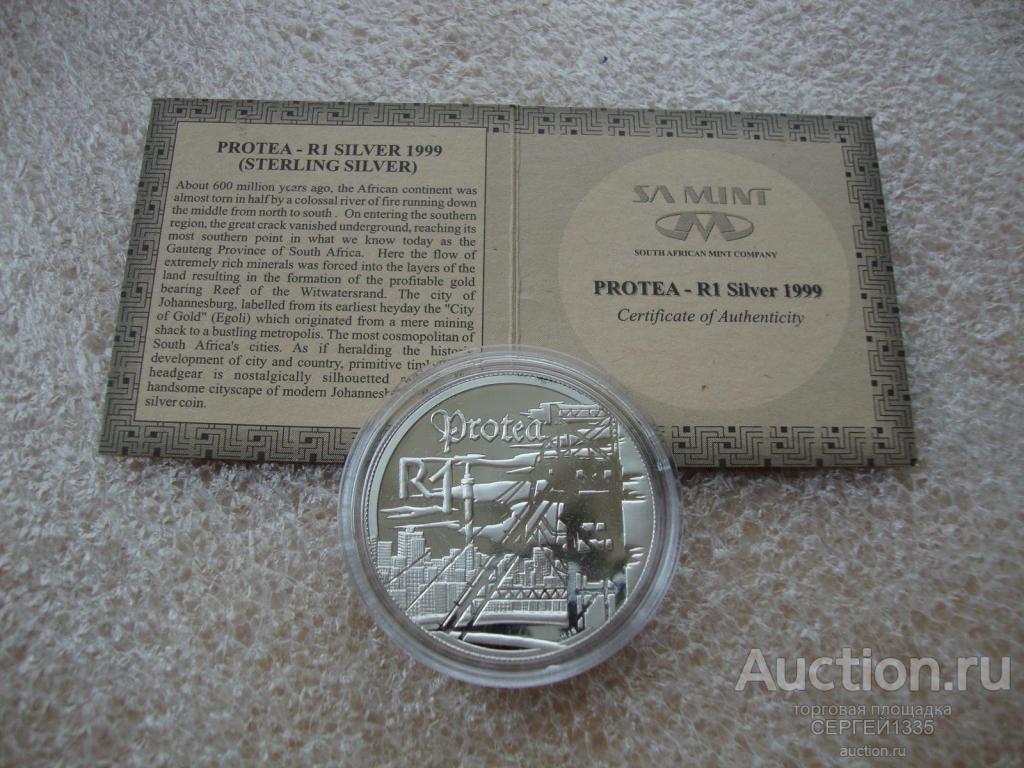 PROTEA - R1 SILVER 1999
(STERLING SILVER)
About 600 million years ago, the African continent was
almost torn in half by a colossal river of fire running down
the middle from north to south . On entering the southern
region, the great crack vanished underground, reaching its
most southern point in what we know today as the
Gauteng Province of South Africa. Here the flow of
extremely rich minerals was forced into the layers of the
land resulting in the formation of the profitable gold
bearing Reef of the Witwatersrand. The city of
Johannesburg, labelled from its earliest heyday the "City
of Gold" (Egoli) which originated from a mere mining
shack to a bustling metropolis. The most cosmopolitan of
South Africa's cities. As if heralding the
development of city and country, primitive
headgear is nostalgically silhouetted
handsome cityscape of modern
silver coin.
SA MINT
SOUTH AFRICAN MINT COMPANY
PROTEA - R1 Silver 1999
Certificate of Authenticity
Protea
R1
Auction.ru
торговая площадка
СЕРГЕЙ1335
auction.ru